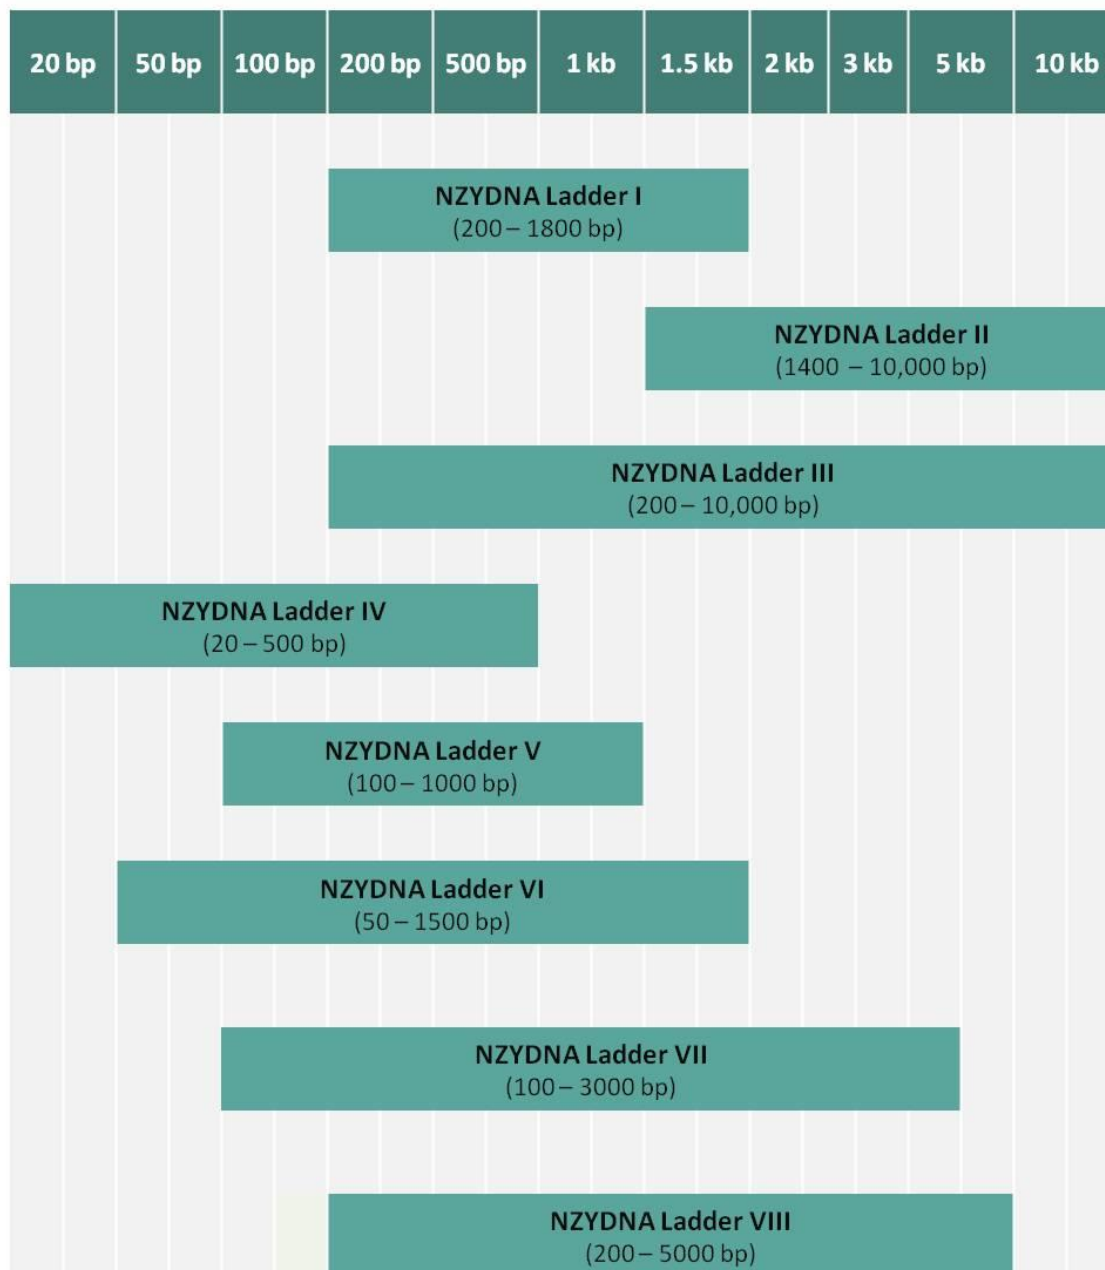 20 bp 50 bp 100 bp 200 bp 500 bp 1 kb 1.5 kb 2 kb 3 kb 5 kb 10 kb
NZYDNA Ladder I
(200 – 1800 bp)
NZYDNA Ladder II
(1400 – 10,000 bp)
NZYDNA Ladder III
(200 – 10,000 bp)
NZYDNA Ladder IV
(20 – 500 bp)
NZYDNA Ladder V
(100 – 1000 bp)
NZYDNA Ladder VI
(50 – 1500 bp)
NZYDNA Ladder VII
(100 – 3000 bp)
NZYDNA Ladder VIII
(200 – 5000 bp)